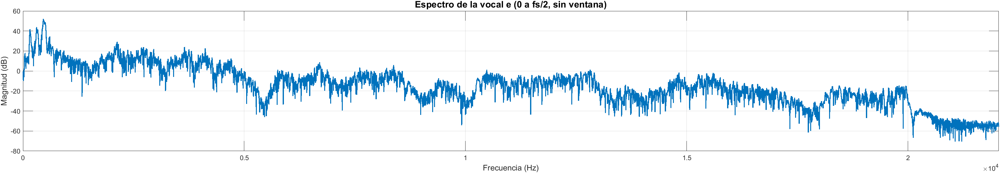 Espectro de la vocal e (0 a fs/2, sin ventana)
Magnitud (dB)
60
40
20
0
-20
-40
-60
-80
0 0.5 1 1.5 2
Frecuencia (Hz)
×10^4